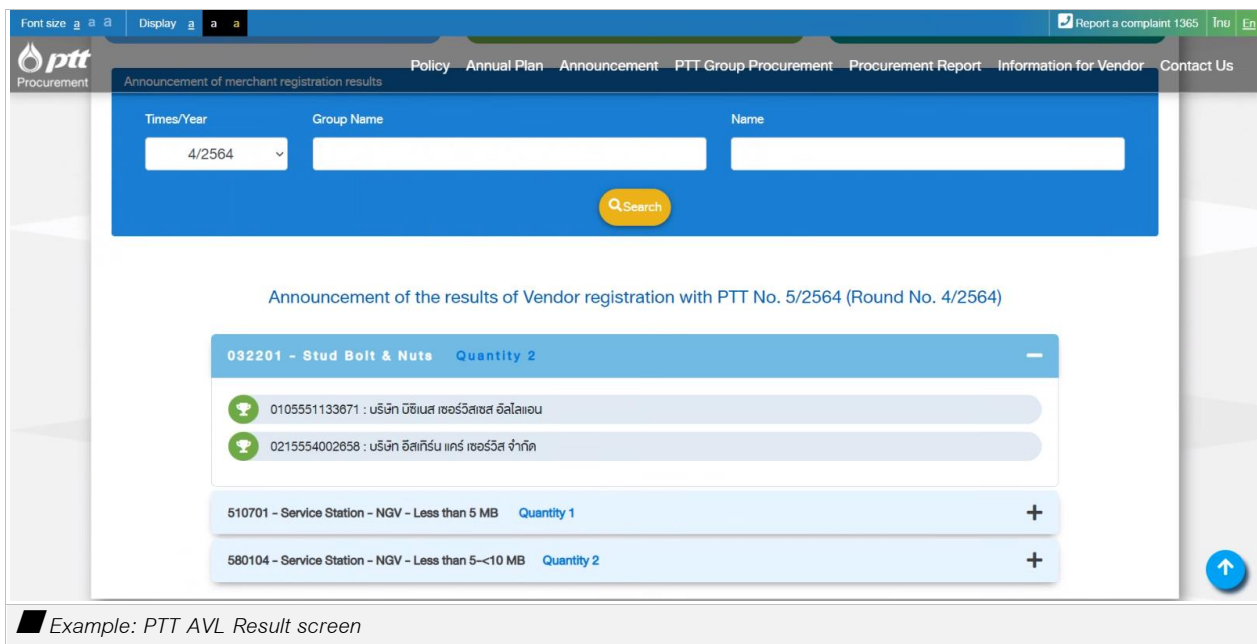 Font size a a a Display a a a Report a complaint 1365 ไทย En
ptt
Procurement
Policy Annual Plan Announcement PTT Group Procurement Procurement Report Information for Vendor Contact Us
Announcement of merchant registration results
Times/Year Group Name Name
4/2564
Search
Announcement of the results of Vendor registration with PTT No. 5/2564 (Round No. 4/2564)
032201 - Stud Bolt & Nuts Quantity 2
0105551133671 : บริษัท บิซิเนส เซอร์วิสเซส อัลไลแอน
0215554002658 : บริษัท อีสเทิร์น แคร์ เซอร์วิส จำกัด
510701 - Service Station - NGV - Less than 5 MB Quantity 1
580104 - Service Station - NGV - Less than 5-<10 MB Quantity 2
Example: PTT AVL Result screen